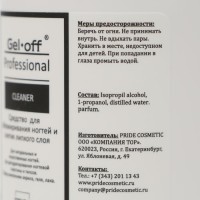 Gel-off®
Professional
CLEANER
Средство для
обезжиривания ногтей и
снятия липкого слоя
Меры предосторожности:
Беречь от огня. Не принимать
внутрь. Не вдыхать пары.
Хранить в месте, недоступном
для детей. При попадании в
глаза промыть водой.
Состав: Isopropil alcohol,
1-propanol, distilled water.
parfum.
Изготовитель: PRIDE COSMETIC
ООО "КОМПАНИЯ ТОР".
620023, Россия, г. Екатеринбург,
ул. Яблоневая, д. 49
Тел.: +7 (343) 201 13 43
www.pridecosmetic.ru
company@pridecosmetic.ru